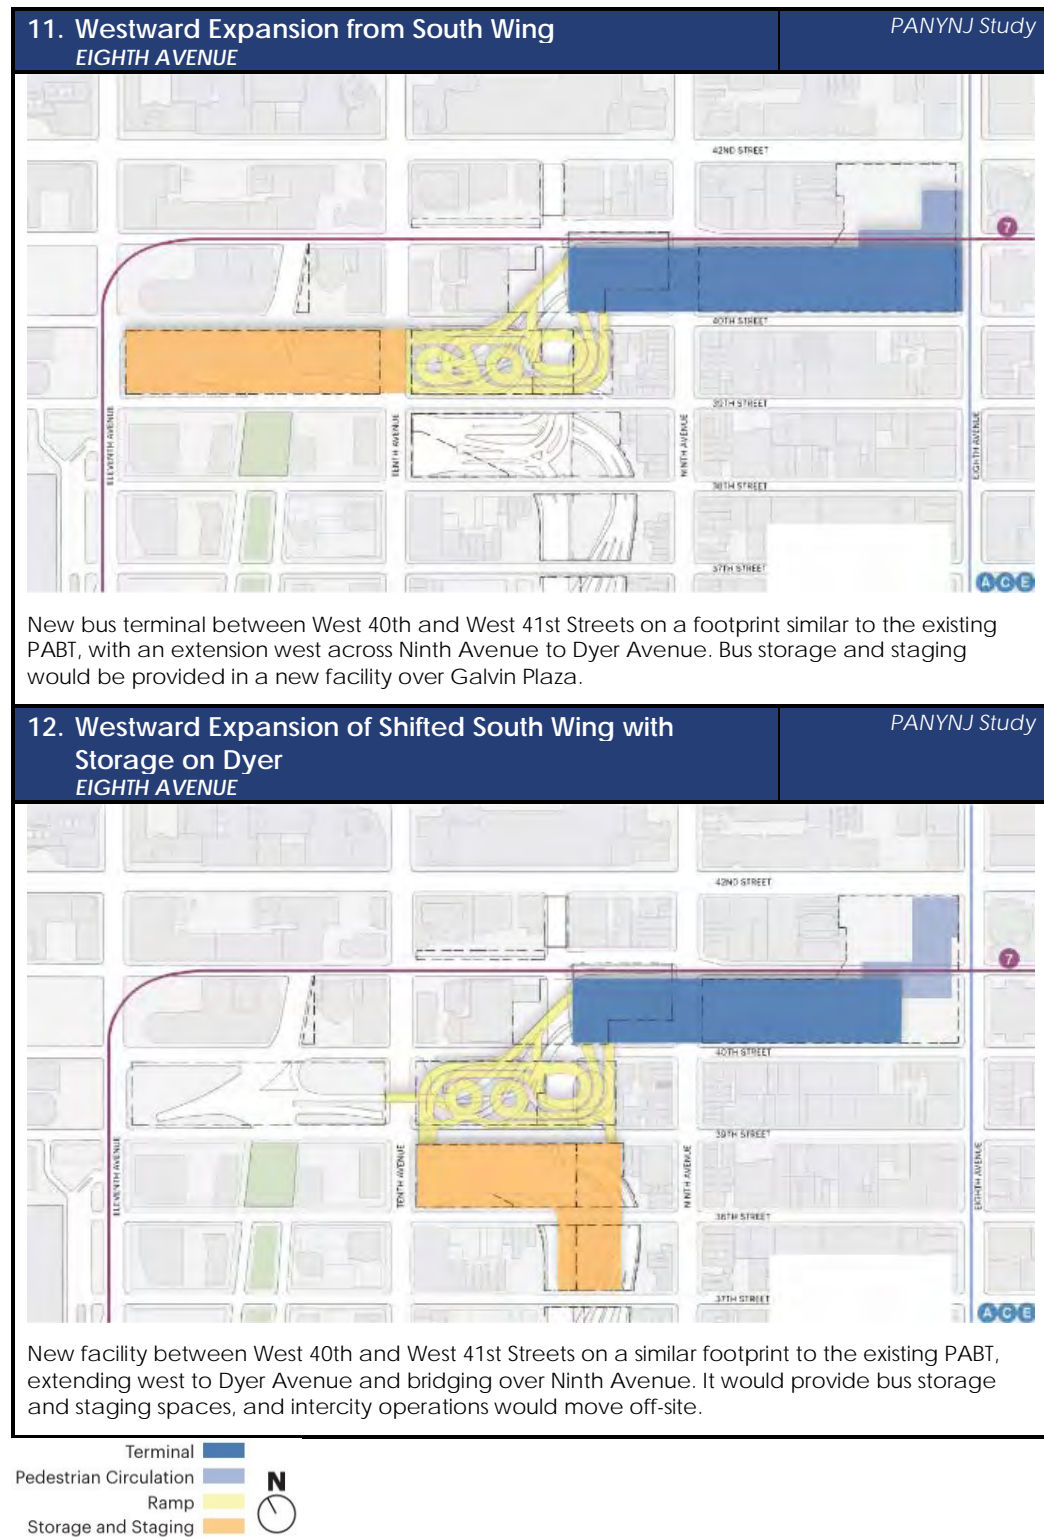 11. Westward Expansion from South Wing
EIGHTH AVENUE
PANYNJ Study
42ND STREET
7
40TH STREET
39TH STREET
ELEVENTH AVENUE
TENTH AVENUE
NINTH AVENUE
EIGHTH AVENUE
38TH STREET
37TH STREET
A C E
New bus terminal between West 40th and West 41st Streets on a footprint similar to the existing
PABT, with an extension west across Ninth Avenue to Dyer Avenue. Bus storage and staging
would be provided in a new facility over Galvin Plaza.
12. Westward Expansion of Shifted South Wing with
Storage on Dyer
EIGHTH AVENUE
PANYNJ Study
42ND STREET
7
40TH STREET
39TH STREET
ELEVENTH AVENUE
TENTH AVENUE
NINTH AVENUE
EIGHTH AVENUE
38TH STREET
37TH STREET
A C E
New facility between West 40th and West 41st Streets on a similar footprint to the existing PABT,
extending west to Dyer Avenue and bridging over Ninth Avenue. It would provide bus storage
and staging spaces, and intercity operations would move off-site.
Terminal
Pedestrian Circulation
Ramp
Storage and Staging
N